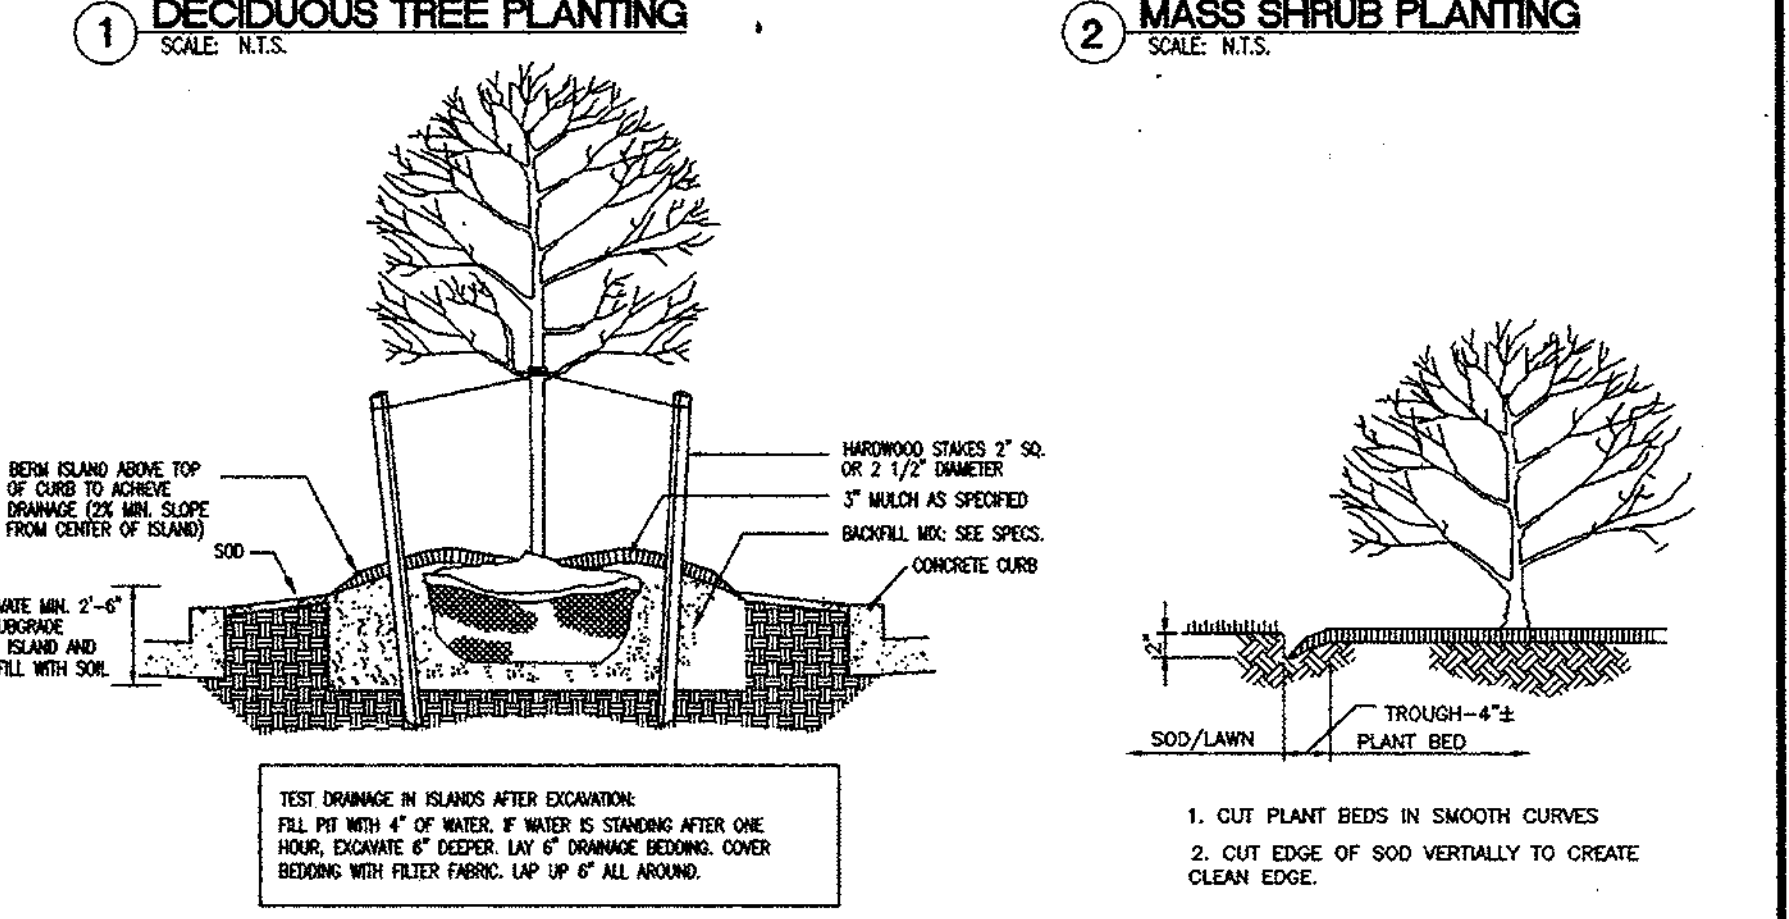 1 DECIDUOUS TREE PLANTING
SCALE: N.T.S.
2 MASS SHRUB PLANTING
SCALE: N.T.S.
BERM ISLAND ABOVE TOP
OF CURB TO ACHIEVE
DRAINAGE (2% MIN. SLOPE
FROM CENTER OF ISLAND)
SOD
VATE MIN. 2'-6"
UBGRADE
ISLAND AND
FILL WITH SOIL.
HARDWOOD STAKES 2" SQ.
OR 2 1/2" DIAMETER
3" MULCH AS SPECIFIED
BACKFILL MIX: SEE SPECS.
CONCRETE CURB
TEST DRAINAGE IN ISLANDS AFTER EXCAVATION:
FILL PIT WITH 4" OF WATER. IF WATER IS STANDING AFTER ONE
HOUR, EXCAVATE 6" DEEPER. LAY 6" DRAINAGE BEDDING. COVER
BEDDING WITH FILTER FABRIC. LAP UP 6" ALL AROUND.
2"
TROUGH-4"±
SOD/LAWN
PLANT BED
1. CUT PLANT BEDS IN SMOOTH CURVES
2. CUT EDGE OF SOD VERTIALLY TO CREATE
CLEAN EDGE.